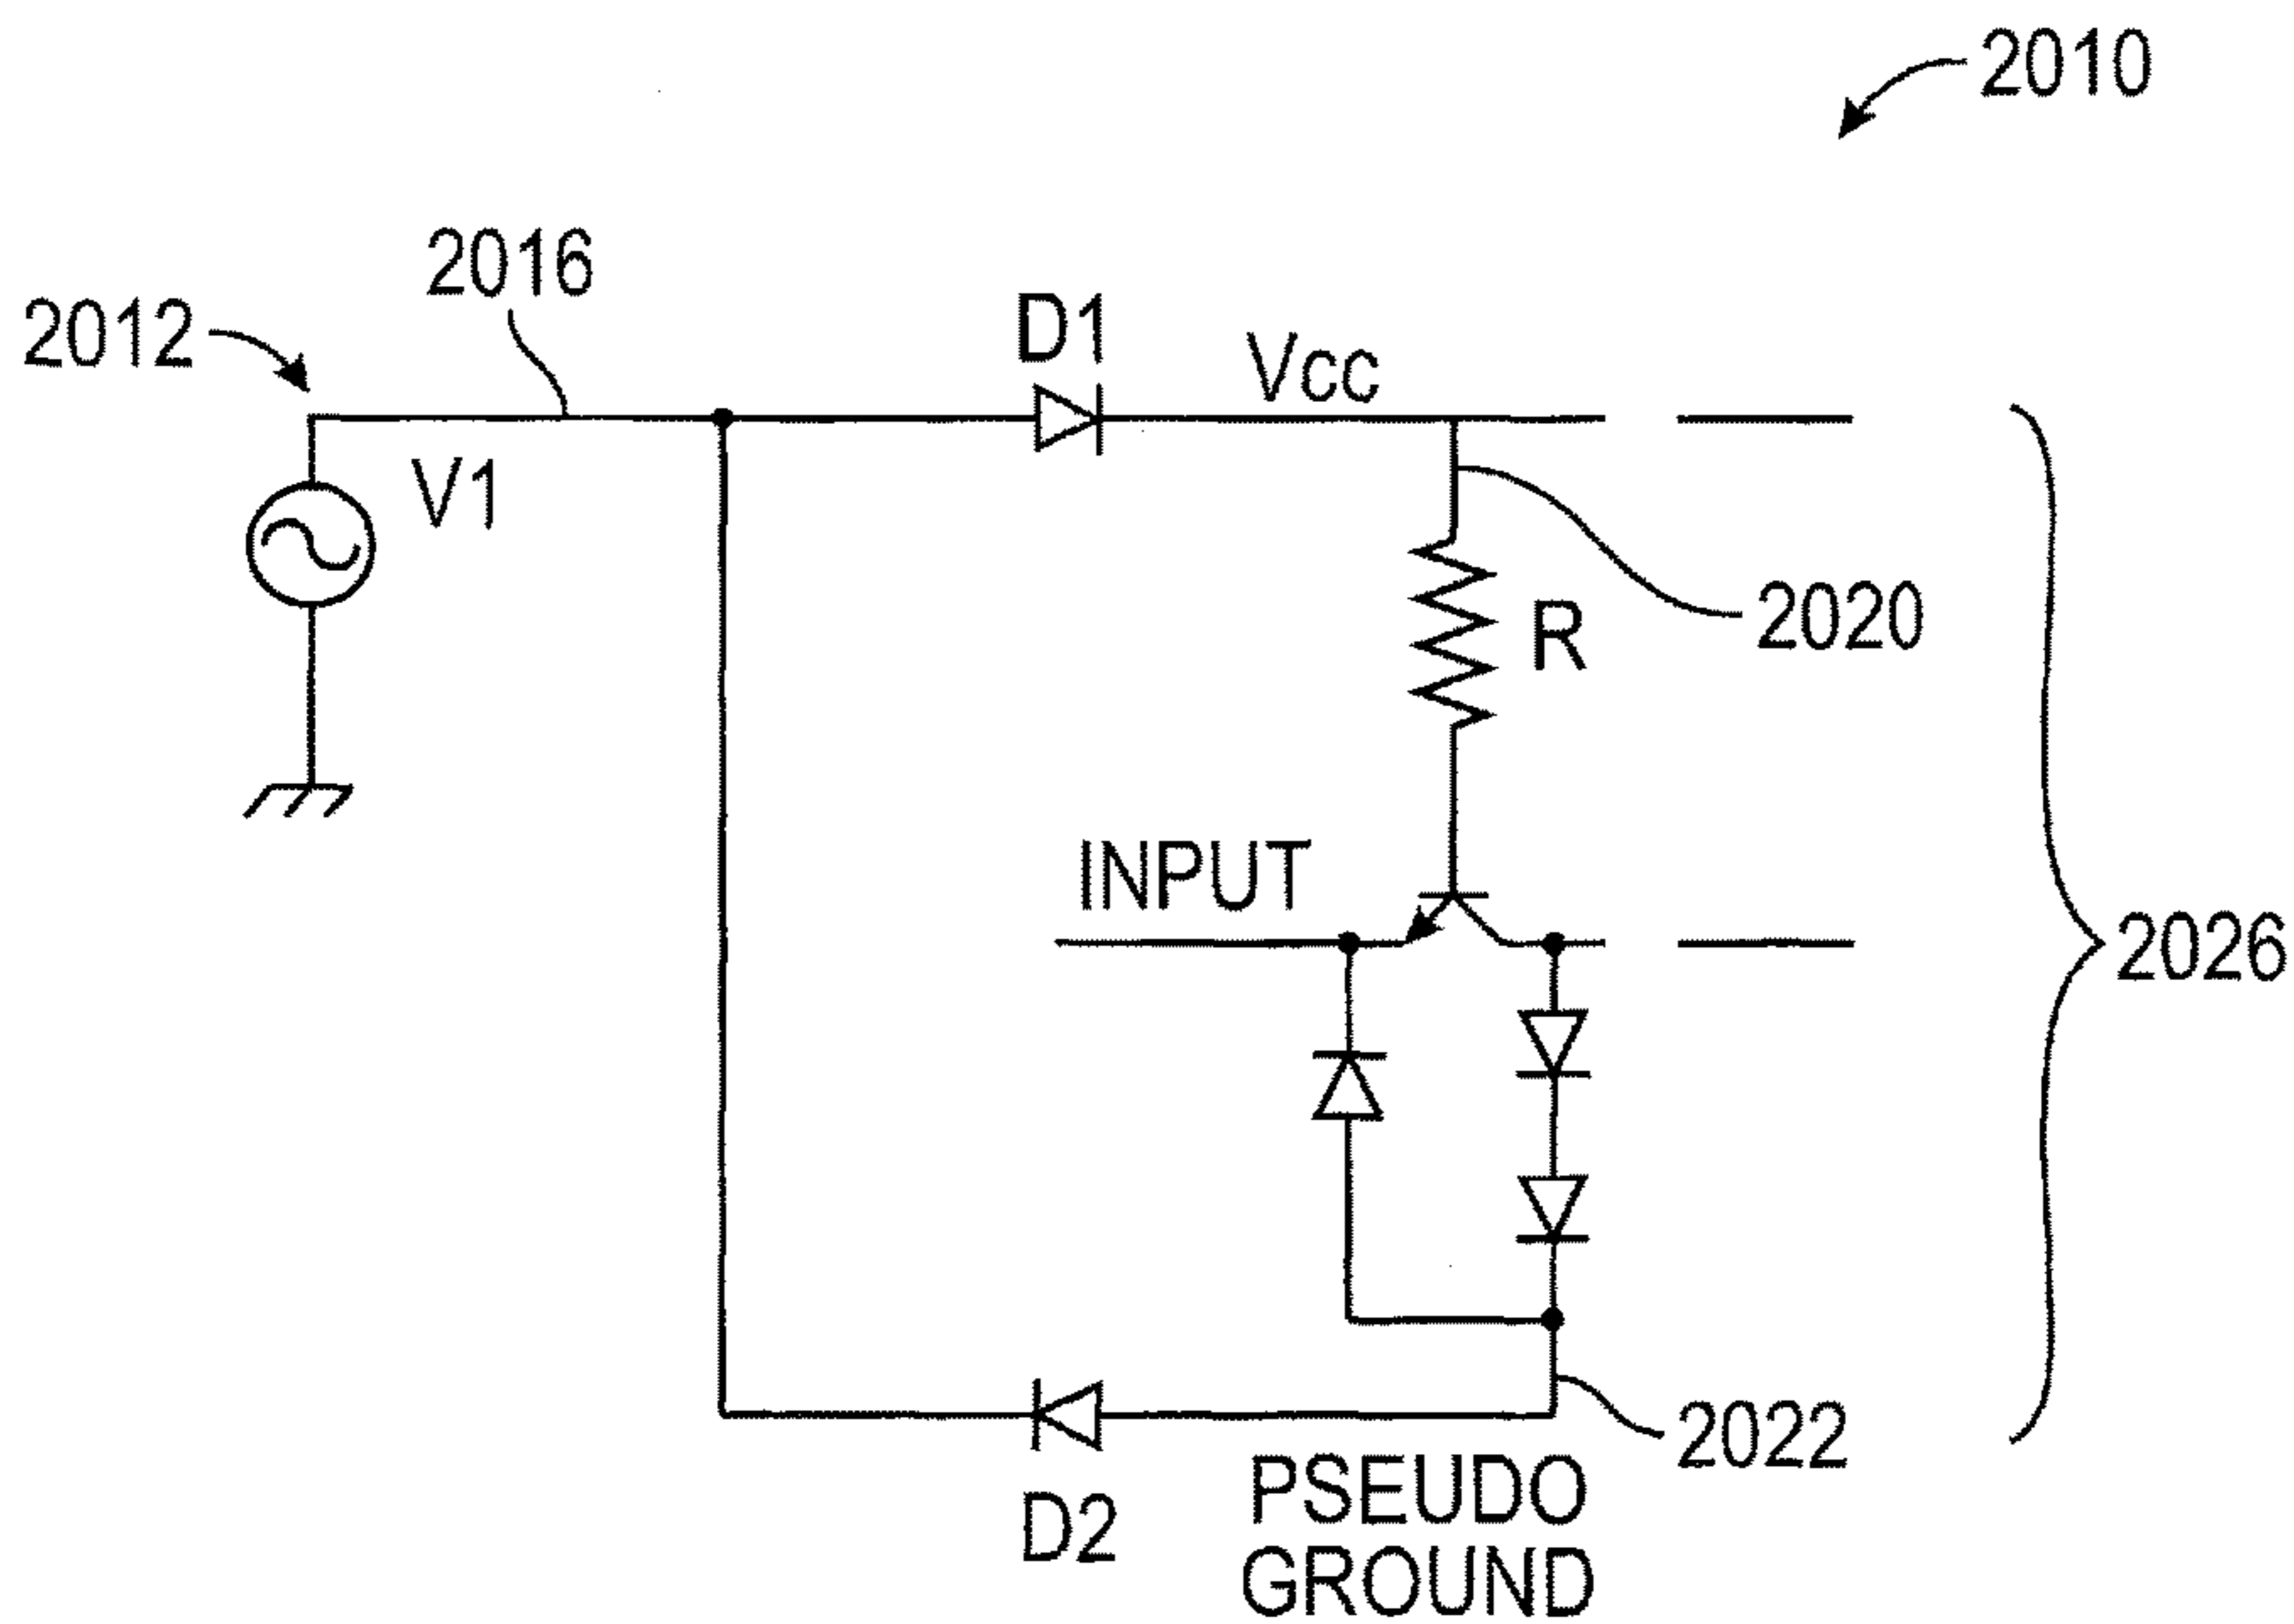 2010
2016
2012
D1
Vcc
V1
2020
R
INPUT
2026
2022
D2
PSEUDO
GROUND